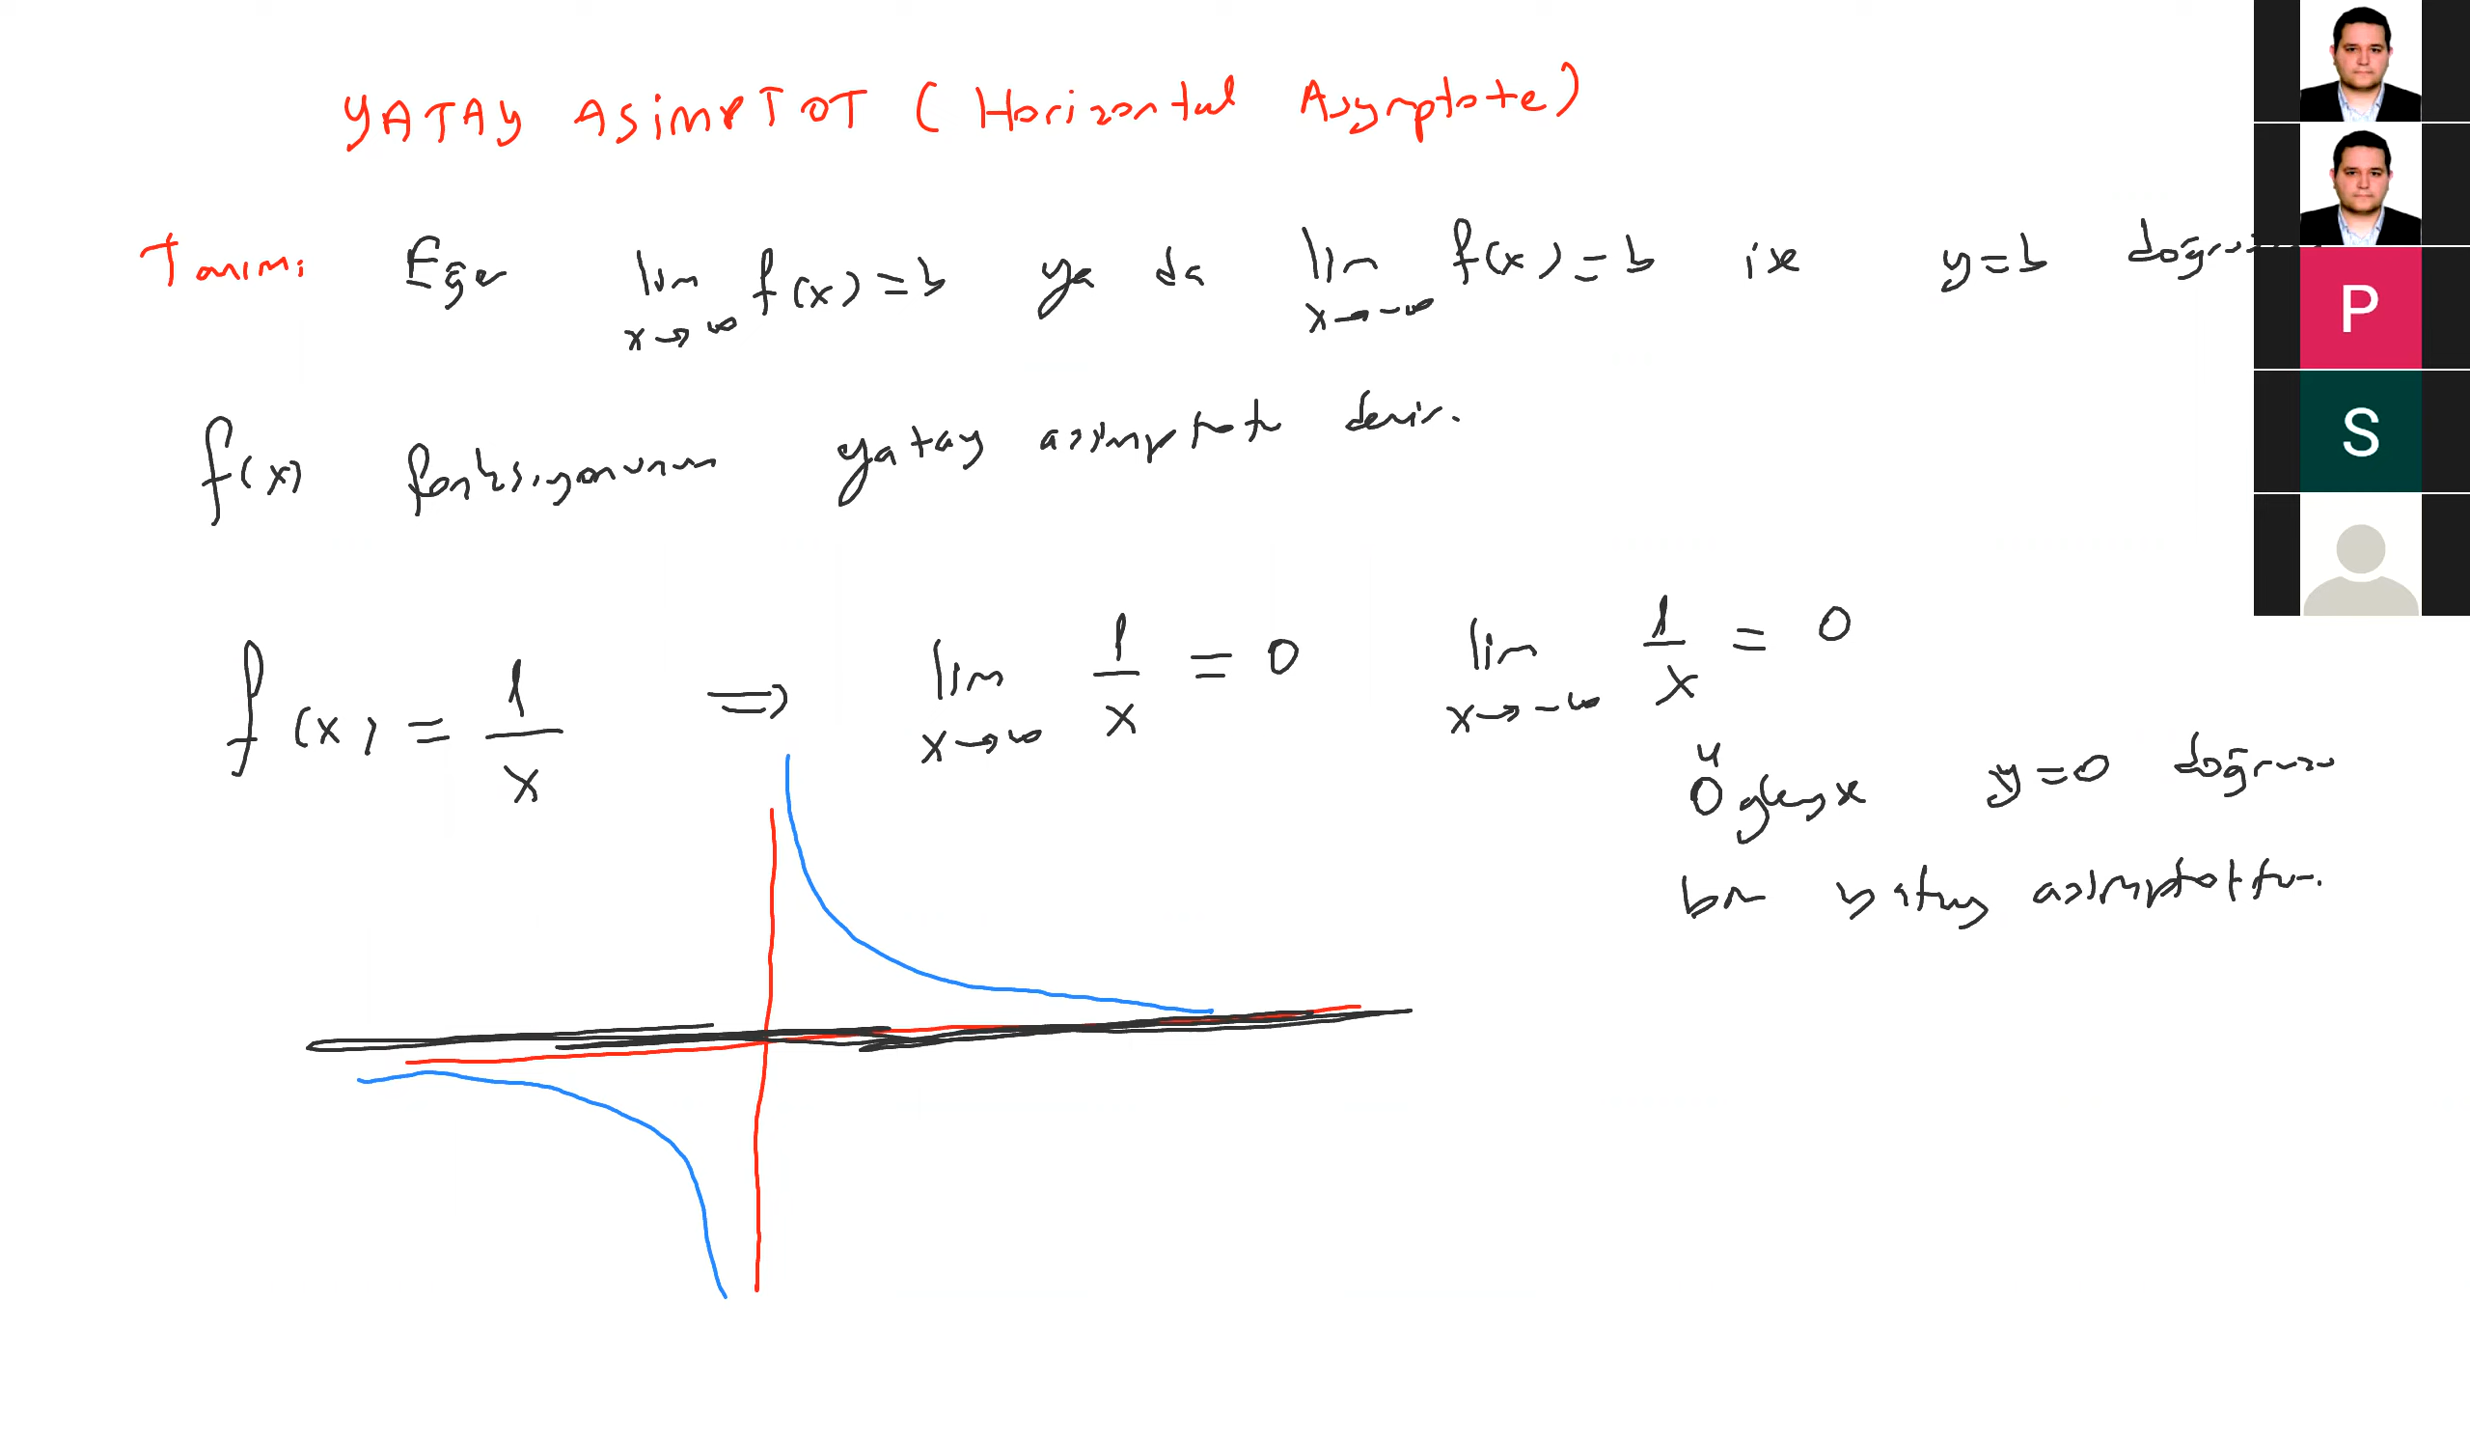 YATAY ASİMPTOT (Horizontal Asymptote)
Tanım: Eğer lim x→∞ f(x) = b ya da lim x→-∞ f(x) = b ise y=b doğrusuna
f(x) fonksiyonunun yatay asimptotu denir.
f(x) = 1/x ⇒ lim x→∞ 1/x = 0 lim x→-∞ 1/x = 0
Öyleyse y=0 doğrusu
bir yatay asimptottur.
P
S